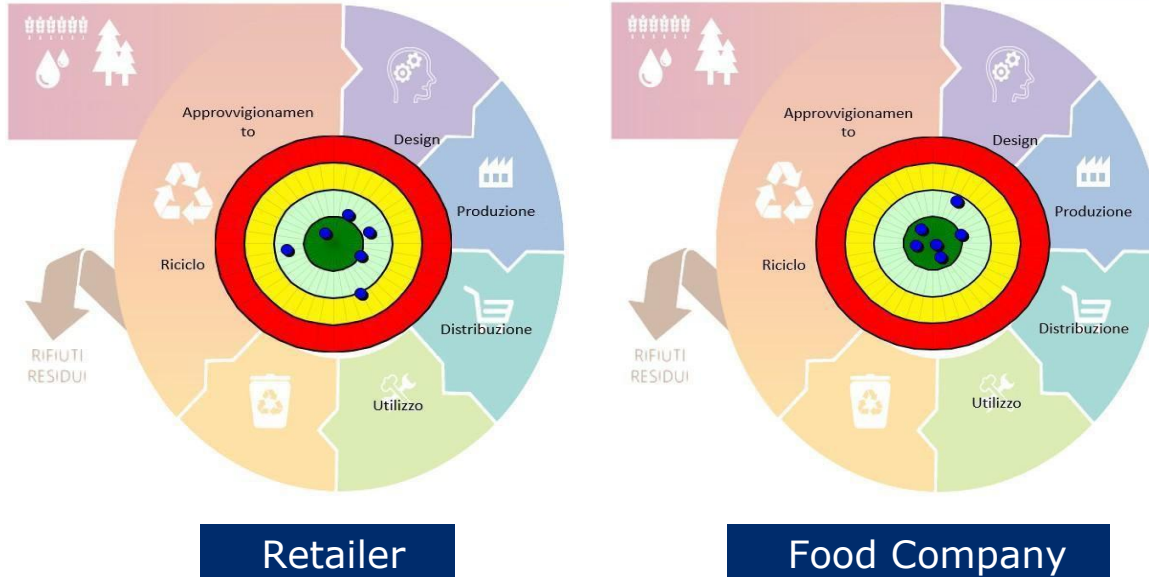 Approvvigionamen
to
Design
Produzione
Riciclo
Distribuzione
RIFIUTI
RESIDUI
Utilizzo
Retailer
Approvvigionamen
to
Design
Produzione
Riciclo
Distribuzione
RIFIUTI
RESIDUI
Utilizzo
Food Company